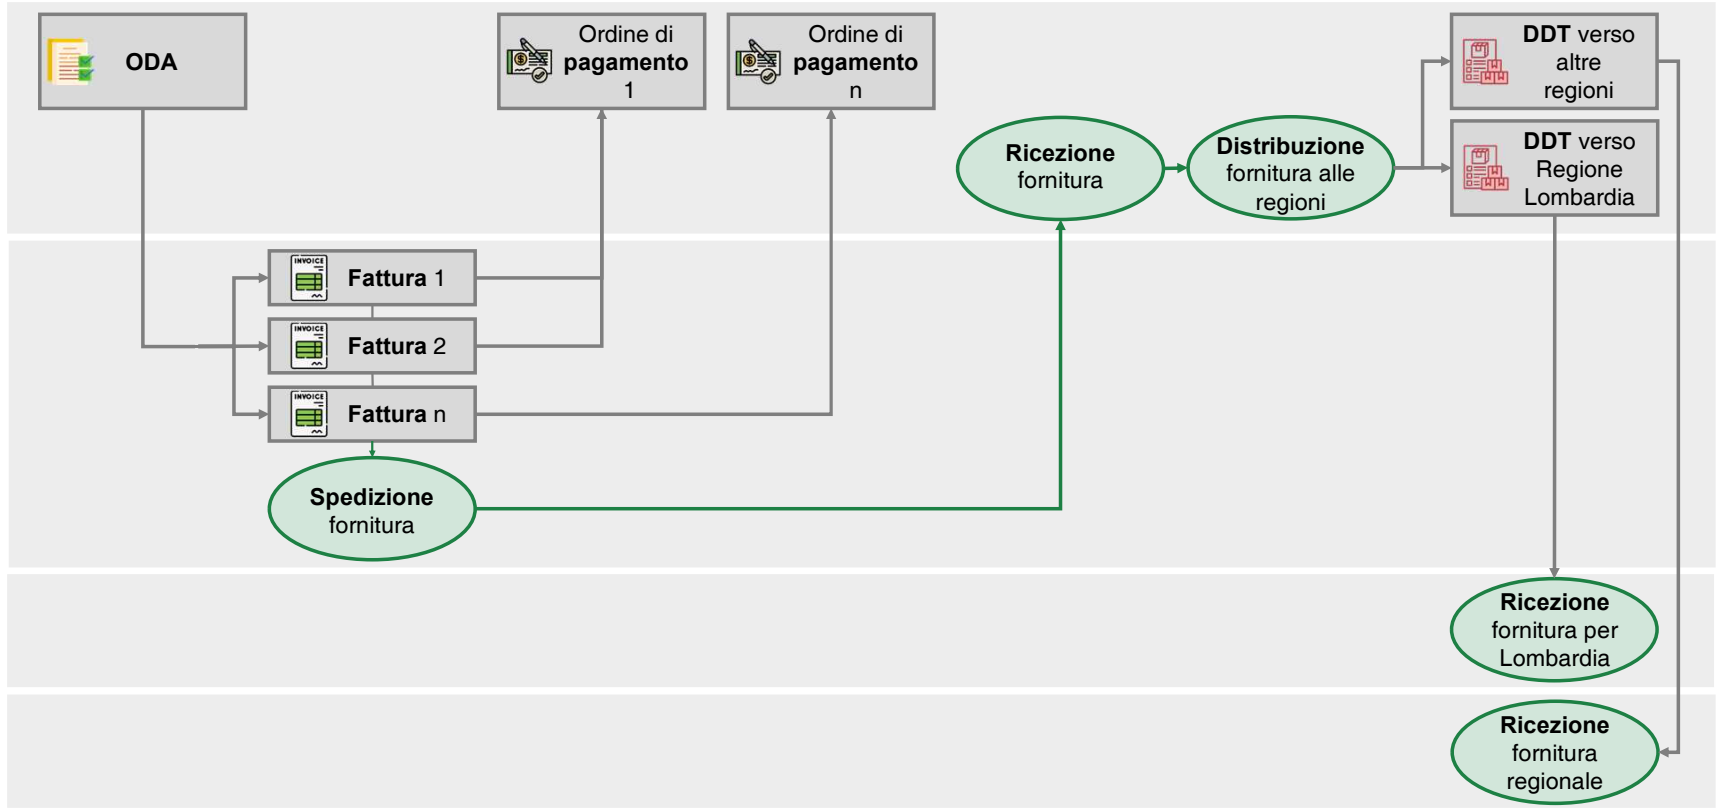 ODA
Ordine di
pagamento
1
Ordine di
pagamento
n
DDT verso
altre
regioni
Ricezione
fornitura
Distribuzione
fornitura alle
regioni
DDT verso
Regione
Lombardia
INVOICE
Fattura 1
INVOICE
Fattura 2
INVOICE
Fattura n
Spedizione
fornitura
Ricezione
fornitura per
Lombardia
Ricezione
fornitura
regionale